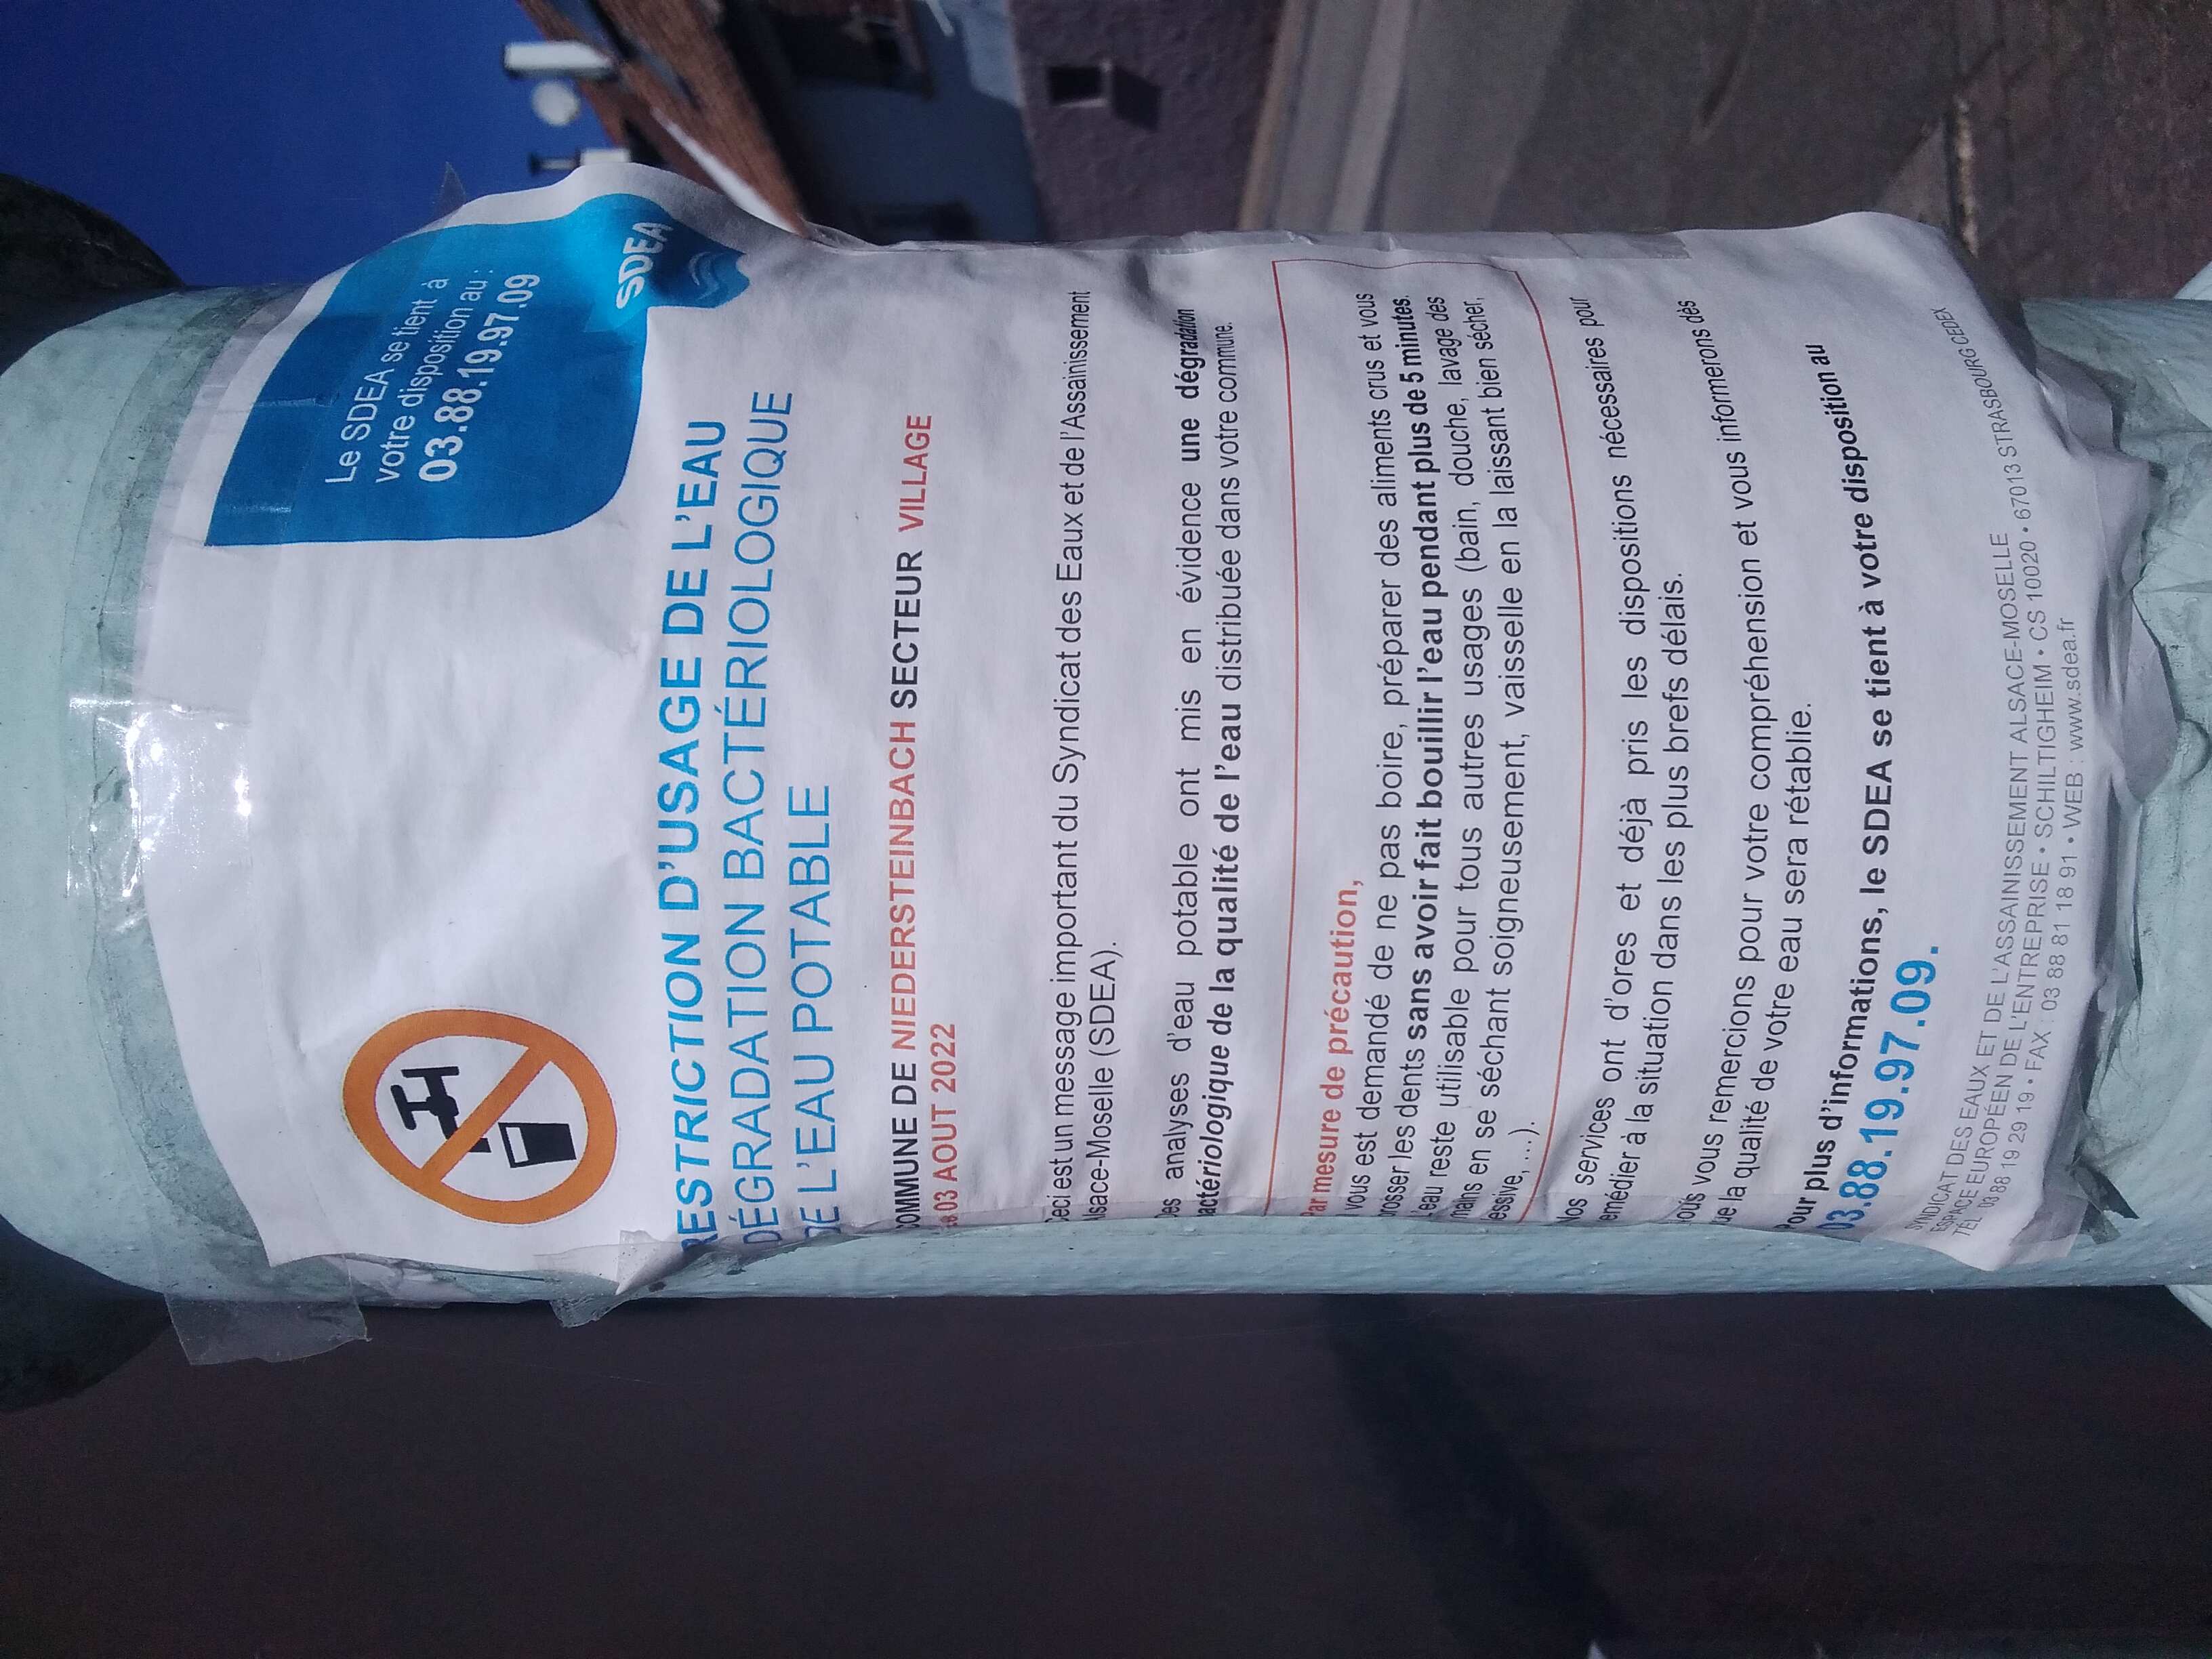 Le SDEA se tient à
votre disposition au :
03.88.19.97.09
SDEA
RESTRICTION D'USAGE DE L'EAU
DÉGRADATION BACTÉRIOLOGIQUE
DE L'EAU POTABLE
COMMUNE DE NIEDERSTEINBACH SECTEUR VILLAGE
Le 03 AOUT 2022
Ceci est un message important du Syndicat des Eaux et de l'Assainissement
Alsace-Moselle (SDEA).
Des analyses d'eau potable ont mis en évidence une dégradation
bactériologique de la qualité de l'eau distribuée dans votre commune.
Par mesure de précaution,
il vous est demandé de ne pas boire, préparer des aliments crus et vous
brosser les dents sans avoir fait bouillir l'eau pendant plus de 5 minutes.
L'eau reste utilisable pour tous autres usages (bain, douche, lavage des
mains en se séchant soigneusement, vaisselle en la laissant bien sécher,
lessive, ....).
Nos services ont d'ores et déjà pris les dispositions nécessaires pour
remédier à la situation dans les plus brefs délais.
Nous vous remercions pour votre compréhension et vous informerons dès
que la qualité de votre eau sera rétablie.
Pour plus d'informations, le SDEA se tient à votre disposition au
03.88.19.97.09.
SYNDICAT DES EAUX ET DE L'ASSAINISSEMENT ALSACE-MOSELLE
ESPACE EUROPÉEN DE L'ENTREPRISE • SCHILTIGHEIM • CS 10020 • 67013 STRASBOURG CEDEX
TÉL : 03 88 19 29 19 • FAX : 03 88 81 18 91 • WEB : www.sdea.fr